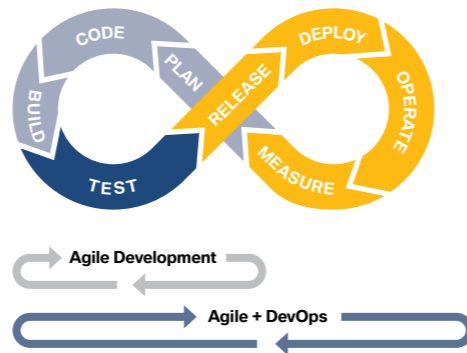 CODE
BUILD
TEST
PLAN
RELEASE
DEPLOY
OPERATE
MEASURE
Agile Development
Agile + DevOps